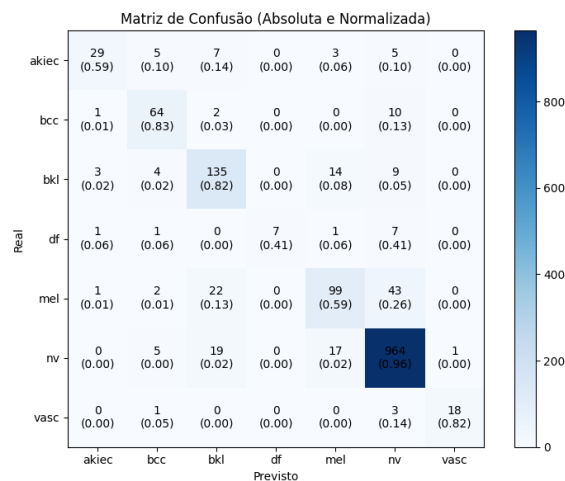 Matriz de Confusão (Absoluta e Normalizada)
akiec 29 5 7 0 3 5 0
(0.59) (0.10) (0.14) (0.00) (0.06) (0.10) (0.00)
bcc 1 64 2 0 0 10 0
(0.01) (0.83) (0.03) (0.00) (0.00) (0.13) (0.00)
bkl 3 4 135 0 14 9 0
(0.02) (0.02) (0.82) (0.00) (0.08) (0.05) (0.00)
df 1 1 0 7 1 7 0
(0.06) (0.06) (0.00) (0.41) (0.06) (0.41) (0.00)
mel 1 2 22 0 99 43 0
(0.01) (0.01) (0.13) (0.00) (0.59) (0.26) (0.00)
nv 0 5 19 0 17 964 1
(0.00) (0.00) (0.02) (0.00) (0.02) (0.96) (0.00)
vasc 0 1 0 0 0 3 18
(0.00) (0.05) (0.00) (0.00) (0.00) (0.14) (0.82)
akiec bcc bkl df mel nv vasc
Previsto
Real
800
600
400
200
0